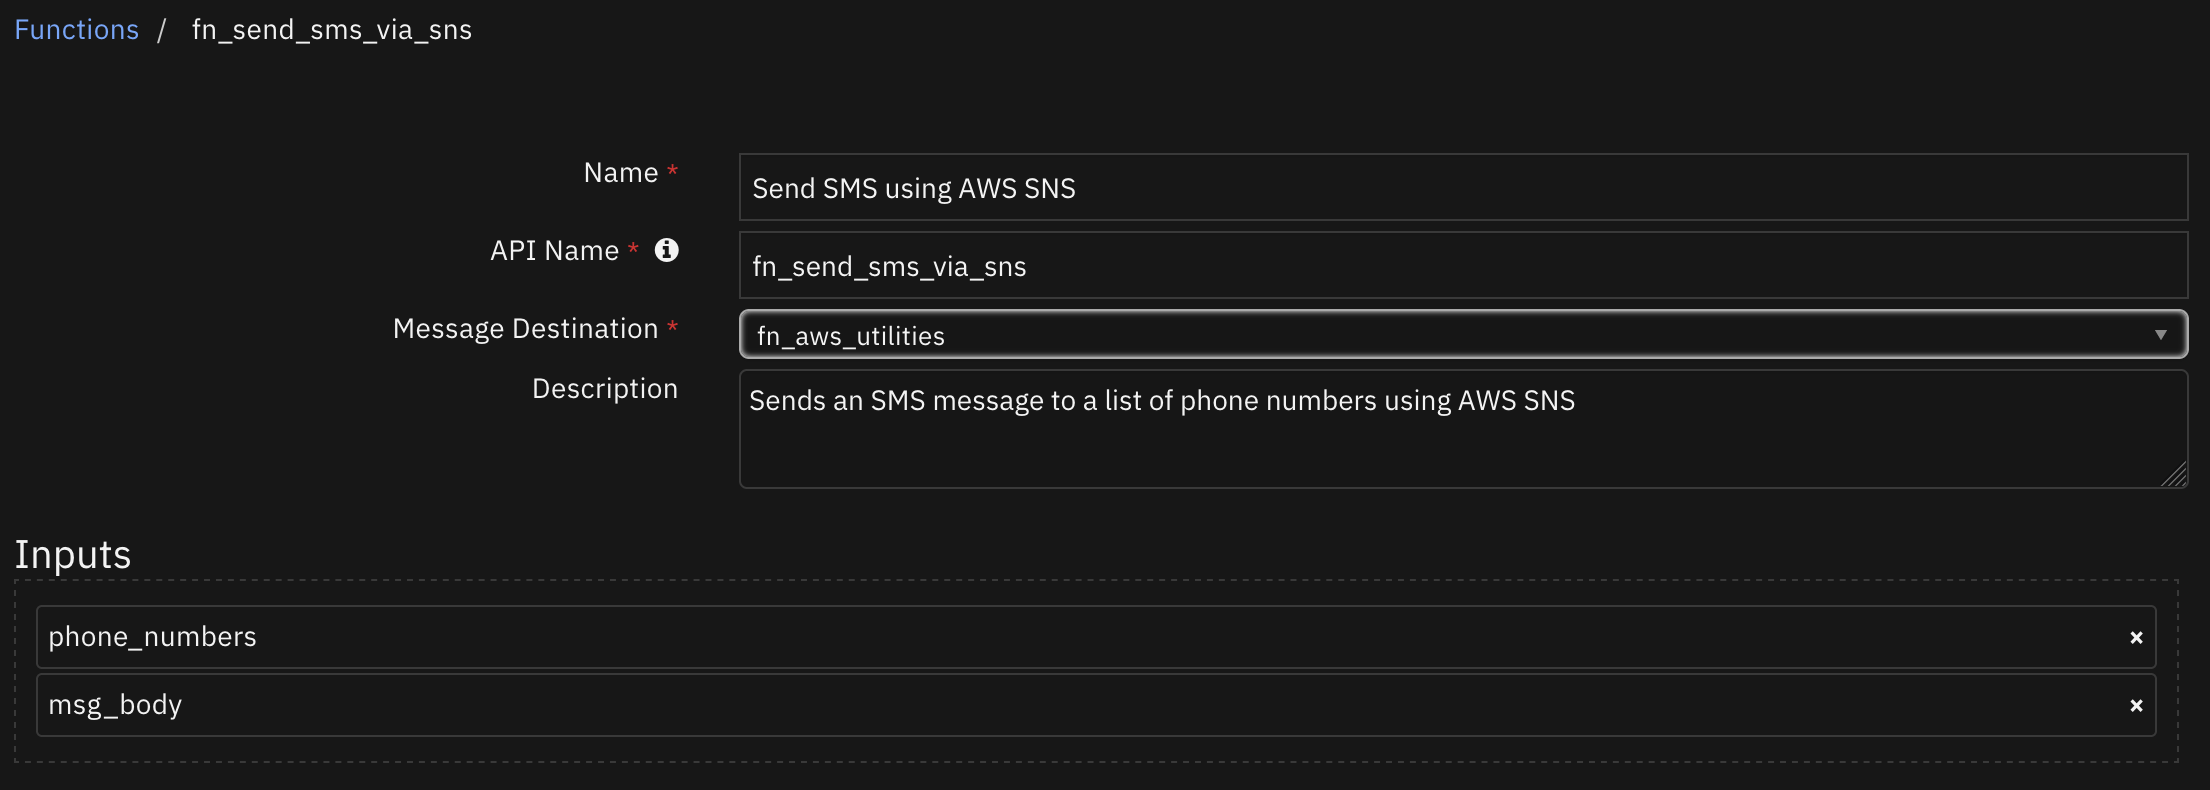 Functions / fn_send_sms_via_sns
Name *
Send SMS using AWS SNS
API Name *
fn_send_sms_via_sns
Message Destination *
fn_aws_utilities
Description
Sends an SMS message to a list of phone numbers using AWS SNS
Inputs
phone_numbers
msg_body